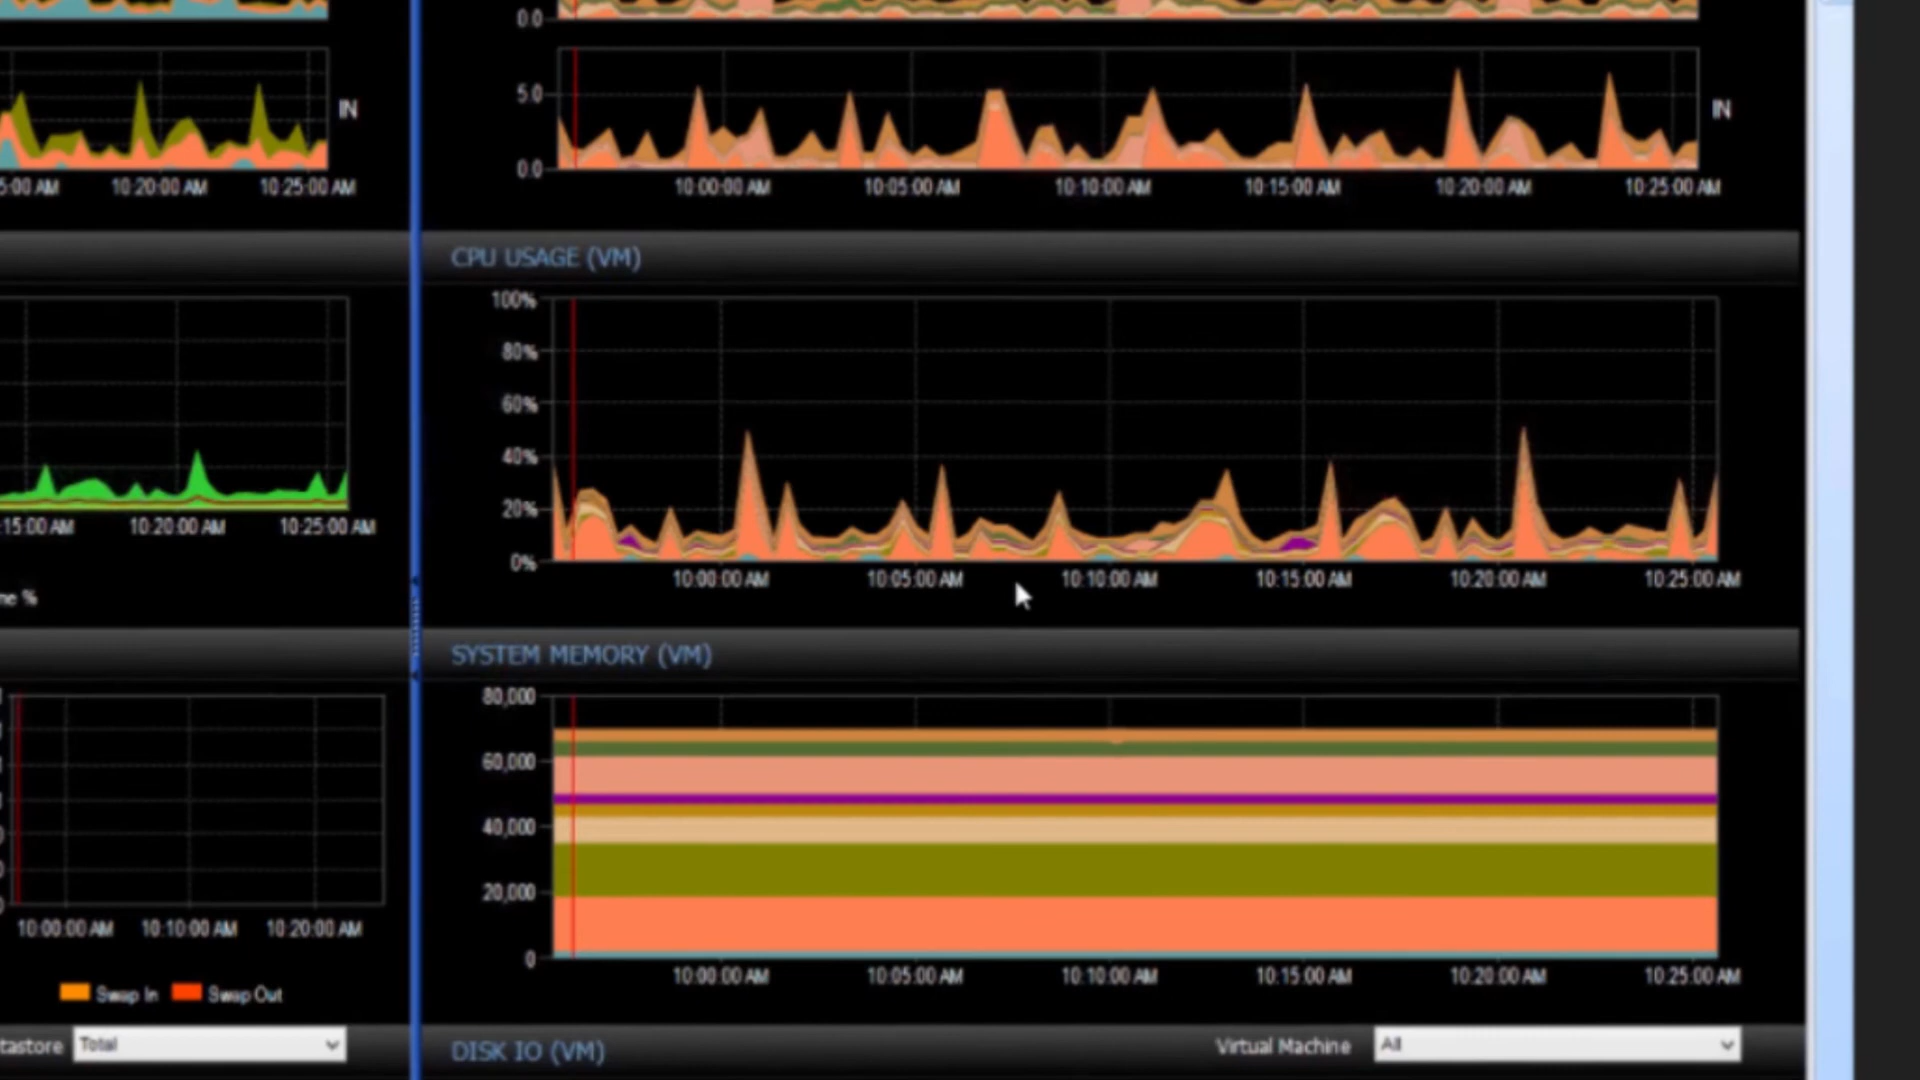 0.0
5.0
IN
IN
0.0
5:00 AM 10:20:00 AM 10:25:00 AM
10:00:00 AM 10:05:00 AM 10:10:00 AM 10:15:00 AM 10:20:00 AM 10:25:00 AM
CPU USAGE (VM)
100%
80%
60%
40%
20%
0%
:15:00 AM 10:20:00 AM 10:25:00 AM
10:00:00 AM 10:05:00 AM 10:10:00 AM 10:15:00 AM 10:20:00 AM 10:25:00 AM
me %
SYSTEM MEMORY (VM)
80,000
60,000
40,000
20,000
0
10:00:00 AM 10:10:00 AM 10:20:00 AM
10:00:00 AM 10:05:00 AM 10:10:00 AM 10:15:00 AM 10:20:00 AM 10:25:00 AM
Swap In Swap Out
tastore Total
DISK IO (VM) Virtual Machine All